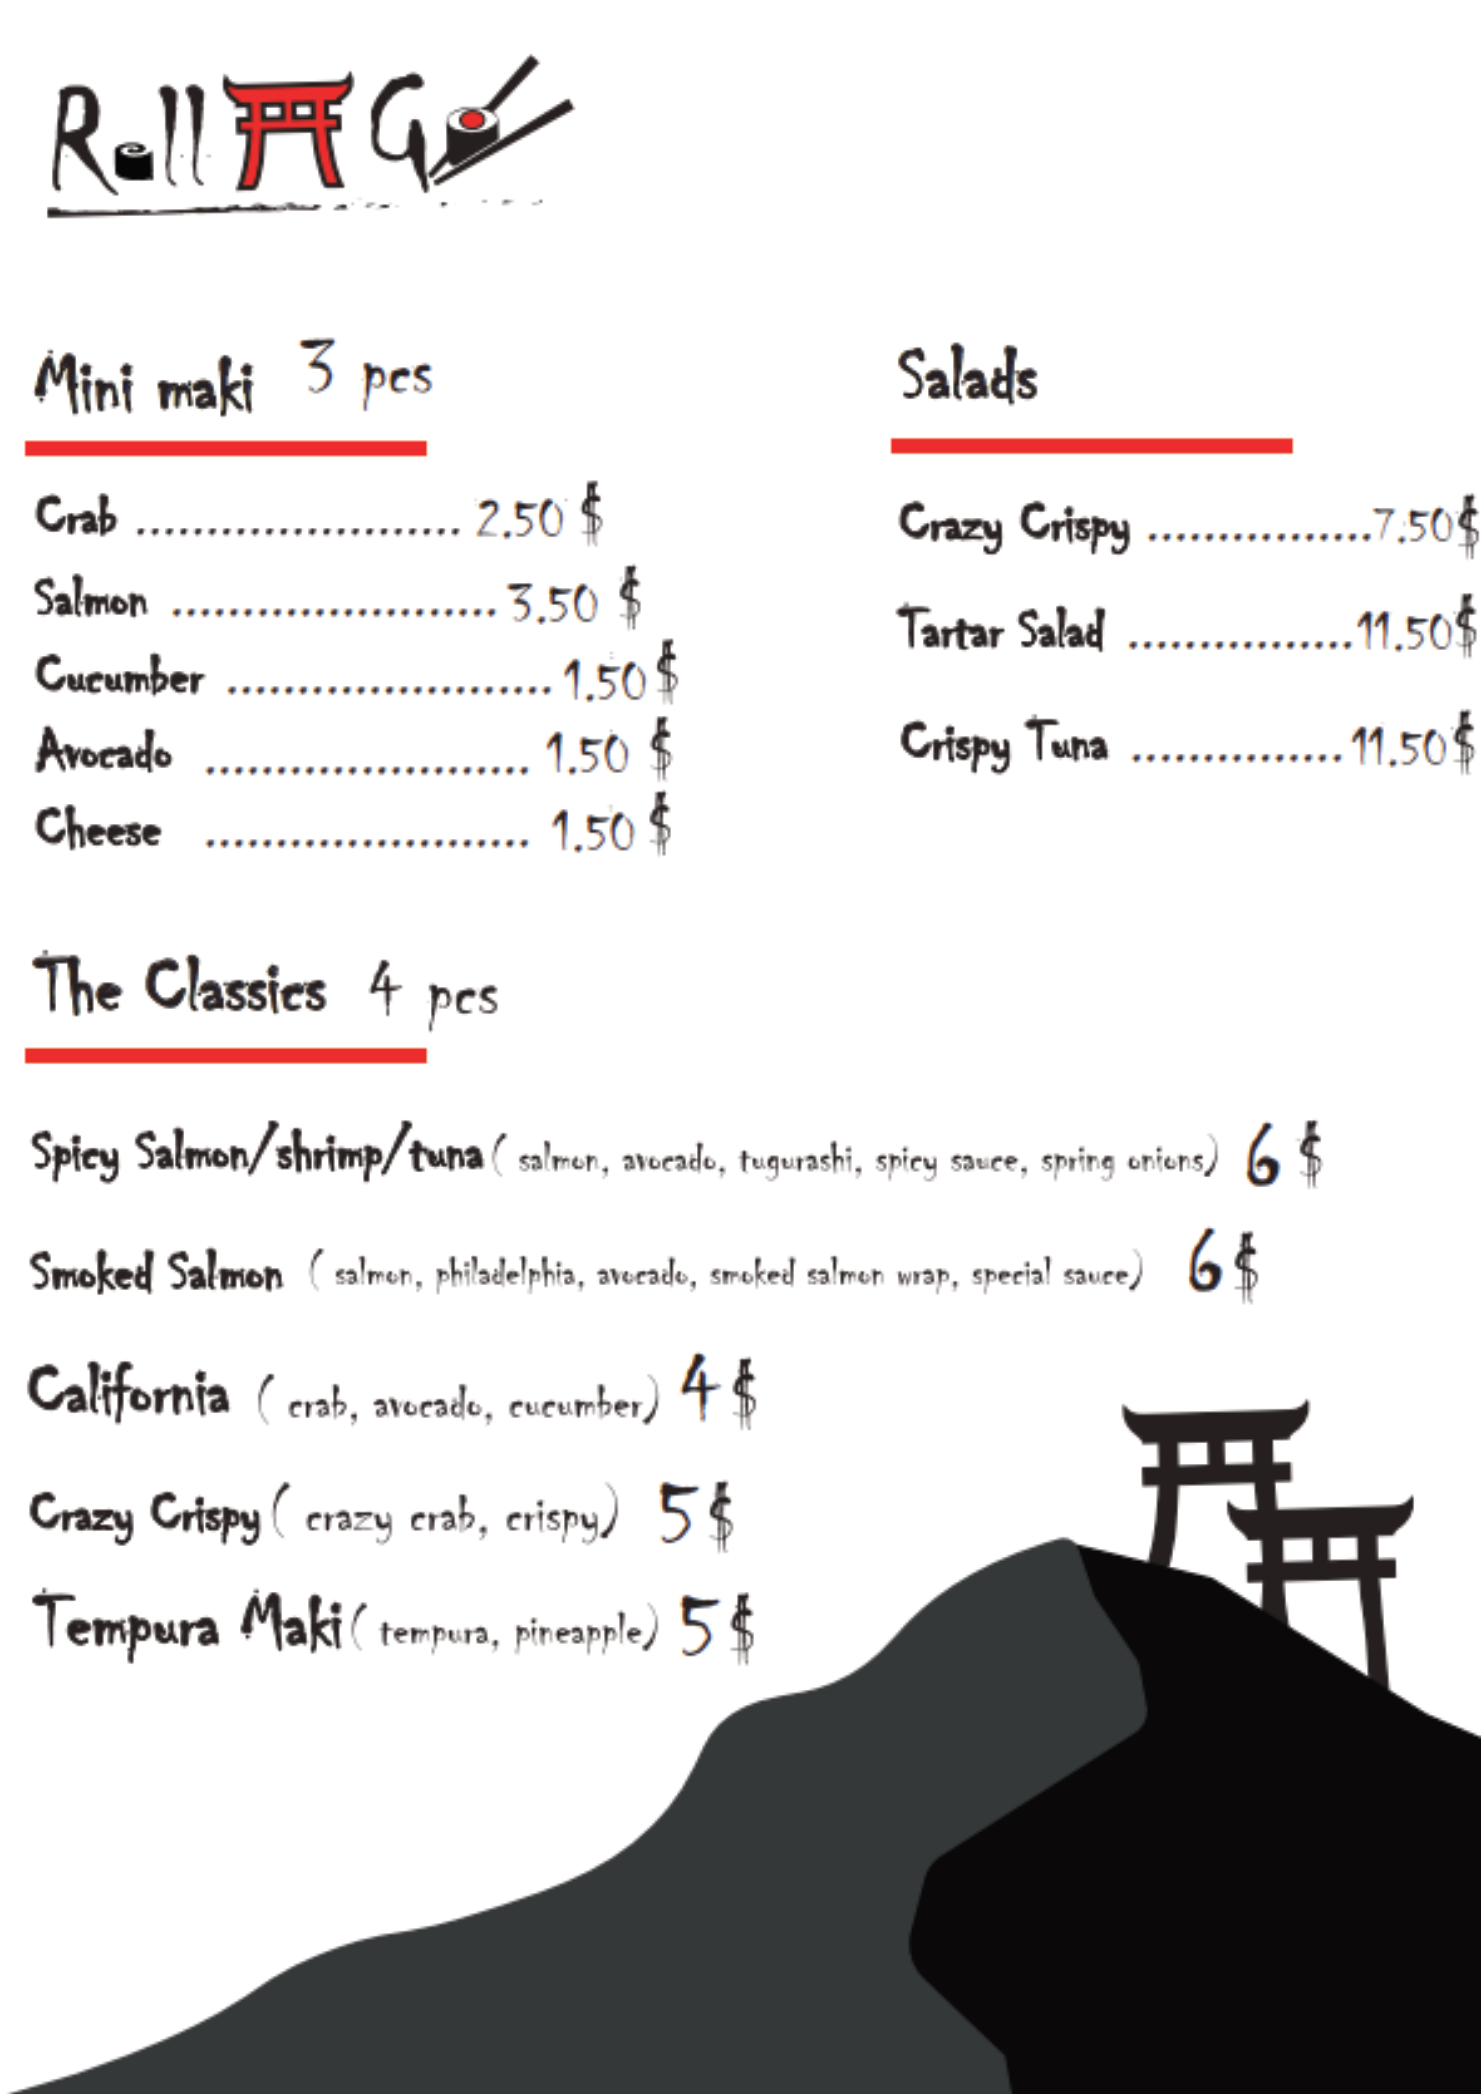 Roll Go
Mini maki 3 pcs
Crab ....................... 2.50 $
Salmon ....................... 3.50 $
Cucumber ....................... 1.50 $
Avocado ....................... 1.50 $
Cheese ....................... 1.50 $
Salads
Crazy Crispy ................7.50$
Tartar Salad ................11.50$
Crispy Tuna ............... 11.50$
The Classics 4 pcs
Spicy Salmon/shrimp/tuna ( salmon, avocado, tugurashi, spicy sauce, spring onions) 6 $
Smoked Salmon ( salmon, philadelphia, avocado, smoked salmon wrap, special sauce) 6 $
California ( crab, avocado, cucumber) 4 $
Crazy Crispy ( crazy crab, crispy) 5 $
Tempura Maki ( tempura, pineapple) 5 $